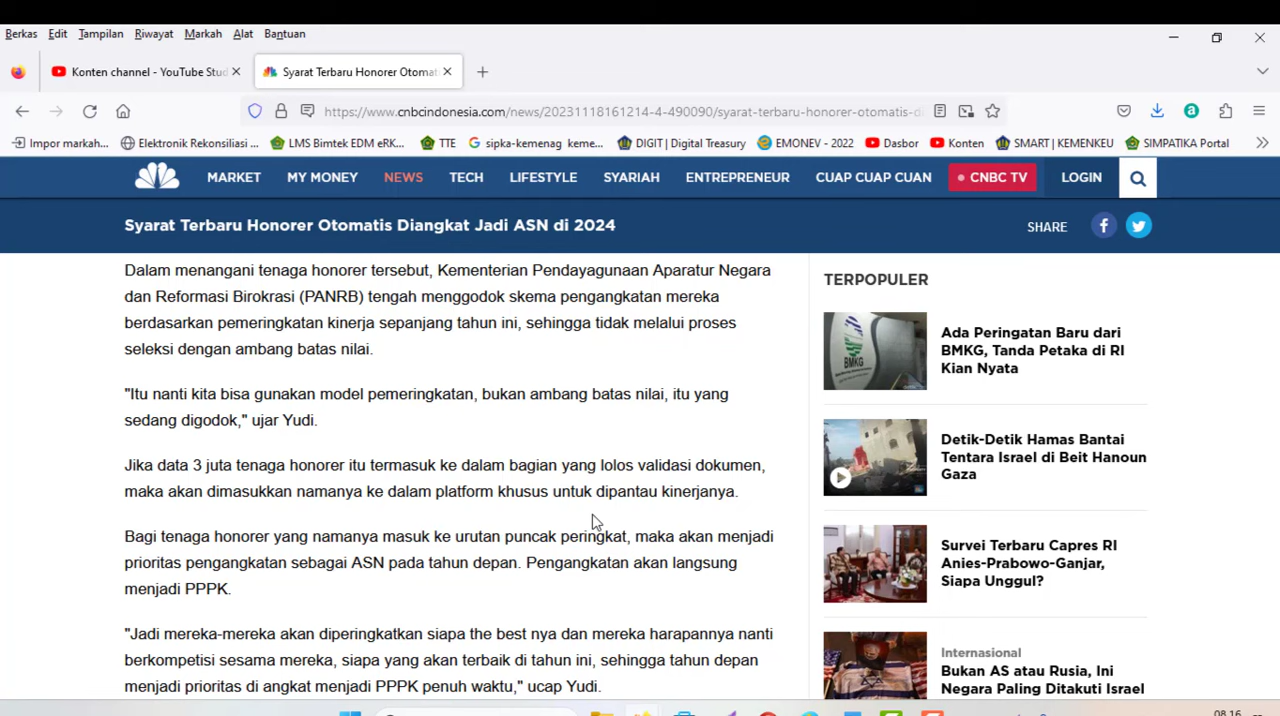 Berkas Edit Tampilan Riwayat Markah Alat Bantuan
Konten channel - YouTube Stud
Syarat Terbaru Honorer Otomat
https://www.cnbcindonesia.com/news/20231118161214-4-490090/syarat-terbaru-honorer-otomatis-d
Impor markah... Elektronik Rekonsiliasi ... LMS Bimtek EDM eRK... TTE sipka-kemenag keme... DIGIT | Digital Treasury EMONEV - 2022 Dasbor Konten SMART | KEMENKEU SIMPATIKA Portal
MARKET MY MONEY NEWS TECH LIFESTYLE SYARIAH ENTREPRENEUR CUAP CUAP CUAN CNBC TV LOGIN
Syarat Terbaru Honorer Otomatis Diangkat Jadi ASN di 2024
SHARE
Dalam menangani tenaga honorer tersebut, Kementerian Pendayagunaan Aparatur Negara
dan Reformasi Birokrasi (PANRB) tengah menggodok skema pengangkatan mereka
berdasarkan pemeringkatan kinerja sepanjang tahun ini, sehingga tidak melalui proses
seleksi dengan ambang batas nilai.
"Itu nanti kita bisa gunakan model pemeringkatan, bukan ambang batas nilai, itu yang
sedang digodok," ujar Yudi.
Jika data 3 juta tenaga honorer itu termasuk ke dalam bagian yang lolos validasi dokumen,
maka akan dimasukkan namanya ke dalam platform khusus untuk dipantau kinerjanya.
Bagi tenaga honorer yang namanya masuk ke urutan puncak peringkat, maka akan menjadi
prioritas pengangkatan sebagai ASN pada tahun depan. Pengangkatan akan langsung
menjadi PPPK.
"Jadi mereka-mereka akan diperingkatkan siapa the best nya dan mereka harapannya nanti
berkompetisi sesama mereka, siapa yang akan terbaik di tahun ini, sehingga tahun depan
menjadi prioritas di angkat menjadi PPPK penuh waktu," ucap Yudi.
TERPOPULER
BMKG
Ada Peringatan Baru dari
BMKG, Tanda Petaka di RI
Kian Nyata
Detik-Detik Hamas Bantai
Tentara Israel di Beit Hanoun
Gaza
Survei Terbaru Capres RI
Anies-Prabowo-Ganjar,
Siapa Unggul?
Internasional
Bukan AS atau Rusia, Ini
Negara Paling Ditakuti Israel
08.16